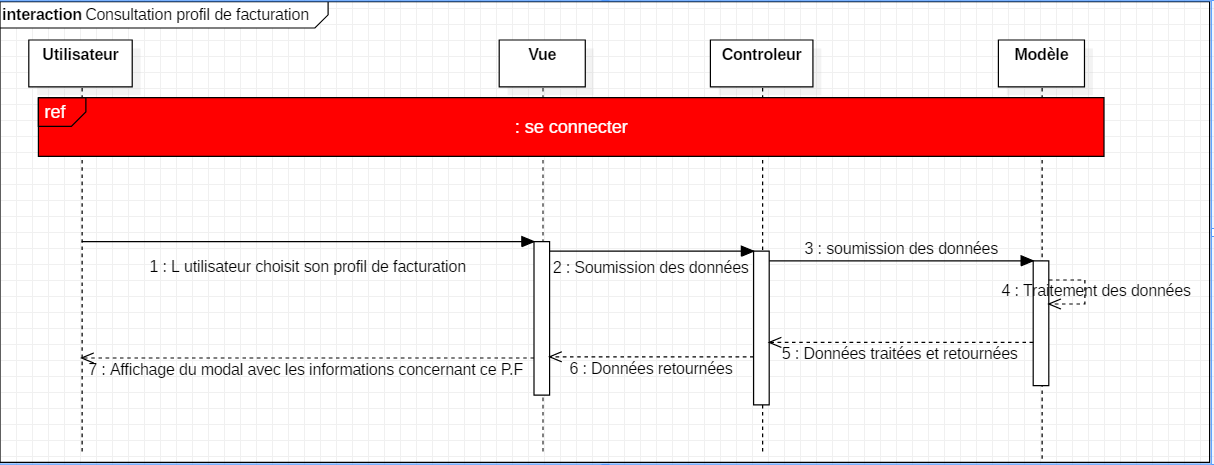 interaction Consultation profil de facturation
Utilisateur
Vue
Controleur
Modèle
ref
: se connecter
1 : L utilisateur choisit son profil de facturation
2 : Soumission des données
3 : soumission des données
4 : Traitement des données
5 : Données traitées et retournées
6 : Données retournées
7 : Affichage du modal avec les informations concernant ce P.F